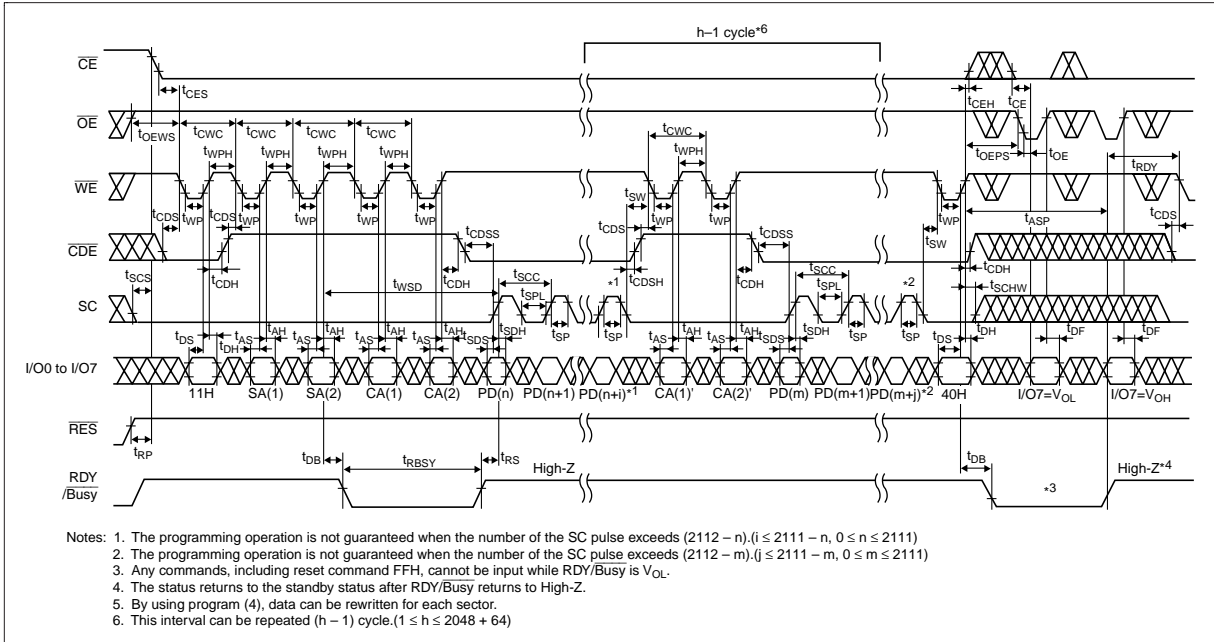 h–1 cycle*6
CE
tCES
tCEH tCE
OE
tOEWS tCWC tCWC tCWC tCWC tCWC
tWPH tWPH tWPH tWPH tWPH
tOEPS tOE
tRDY
WE
tCDS tWP tCDS tWP tWP tWP tWP tSW tWP tWP tWP
tCDS tSW tASP tCDS
CDE
tCDSS tCDSS
tSCS tCDH tWSD tCDH tSCC tCDSH tCDH tSCC tCDH
tSPL *1 tSPL *2 tSCHW
SC
tDS tDH tAS tAH tAS tAH tAS tAH tAS tAH tSDS tSDH tSP tSP tAS tAH tAS tAH tSDS tSDH tSP tSP tDS tDH tDF tDF
I/O0 to I/O7
11H SA(1) SA(2) CA(1) CA(2) PD(n) PD(n+1) PD(n+i)*1 CA(1)' CA(2)' PD(m) PD(m+1) PD(m+j)*2 40H I/O7=VOL I/O7=VOH
RES
tRP
tDB tRBSY tRS High-Z tDB High-Z*4
RDY
/Busy
*3
Notes: 1. The programming operation is not guaranteed when the number of the SC pulse exceeds (2112 – n).(i ≤ 2111 – n, 0 ≤ n ≤ 2111)
2. The programming operation is not guaranteed when the number of the SC pulse exceeds (2112 – m).(j ≤ 2111 – m, 0 ≤ m ≤ 2111)
3. Any commands, including reset command FFH, cannot be input while RDY/Busy is VOL.
4. The status returns to the standby status after RDY/Busy returns to High-Z.
5. By using program (4), data can be rewritten for each sector.
6. This interval can be repeated (h – 1) cycle.(1 ≤ h ≤ 2048 + 64)